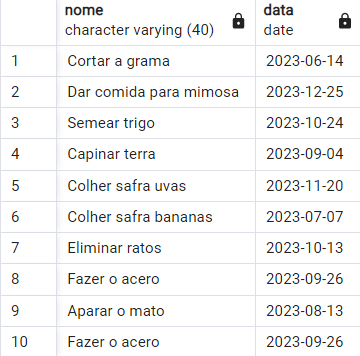 nome data
character varying (40) date
1 Cortar a grama 2023-06-14
2 Dar comida para mimosa 2023-12-25
3 Semear trigo 2023-10-24
4 Capinar terra 2023-09-04
5 Colher safra uvas 2023-11-20
6 Colher safra bananas 2023-07-07
7 Eliminar ratos 2023-10-13
8 Fazer o acero 2023-09-26
9 Aparar o mato 2023-08-13
10 Fazer o acero 2023-09-26